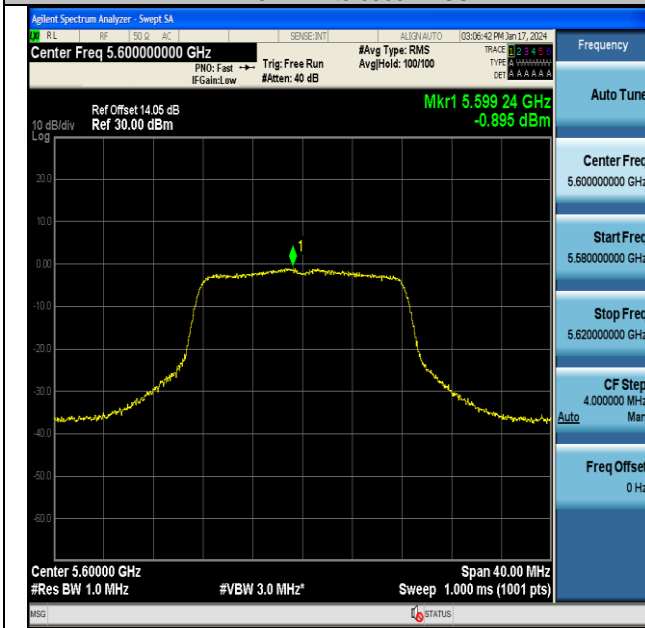 Agilent Spectrum Analyzer - Swept SA
RL RF 50 Ω AC SENSE:INT ALIGN AUTO 03:06:42 PM Jan 17, 2024
Center Freq 5.600000000 GHz
PNO: Fast
IFGain:Low
Trig: Free Run
#Atten: 40 dB
#Avg Type: RMS
Avg|Hold: 100/100
TRACE 1 2 3 4 5 6
TYPE A WWWWW
DET A A A A A A
Ref Offset 14.05 dB
Ref 30.00 dBm
10 dB/div
Log
Mkr1 5.599 24 GHz
-0.895 dBm
20.0
10.0
0.00
-10.0
-20.0
-30.0
-40.0
-50.0
-60.0
1
Center 5.60000 GHz
#Res BW 1.0 MHz
#VBW 3.0 MHz*
Span 40.00 MHz
Sweep 1.000 ms (1001 pts)
MSG
STATUS
Frequency
Auto Tune
Center Freq
5.600000000 GHz
Start Freq
5.580000000 GHz
Stop Freq
5.620000000 GHz
CF Step
4.000000 MHz
Auto Man
Freq Offset
0 Hz